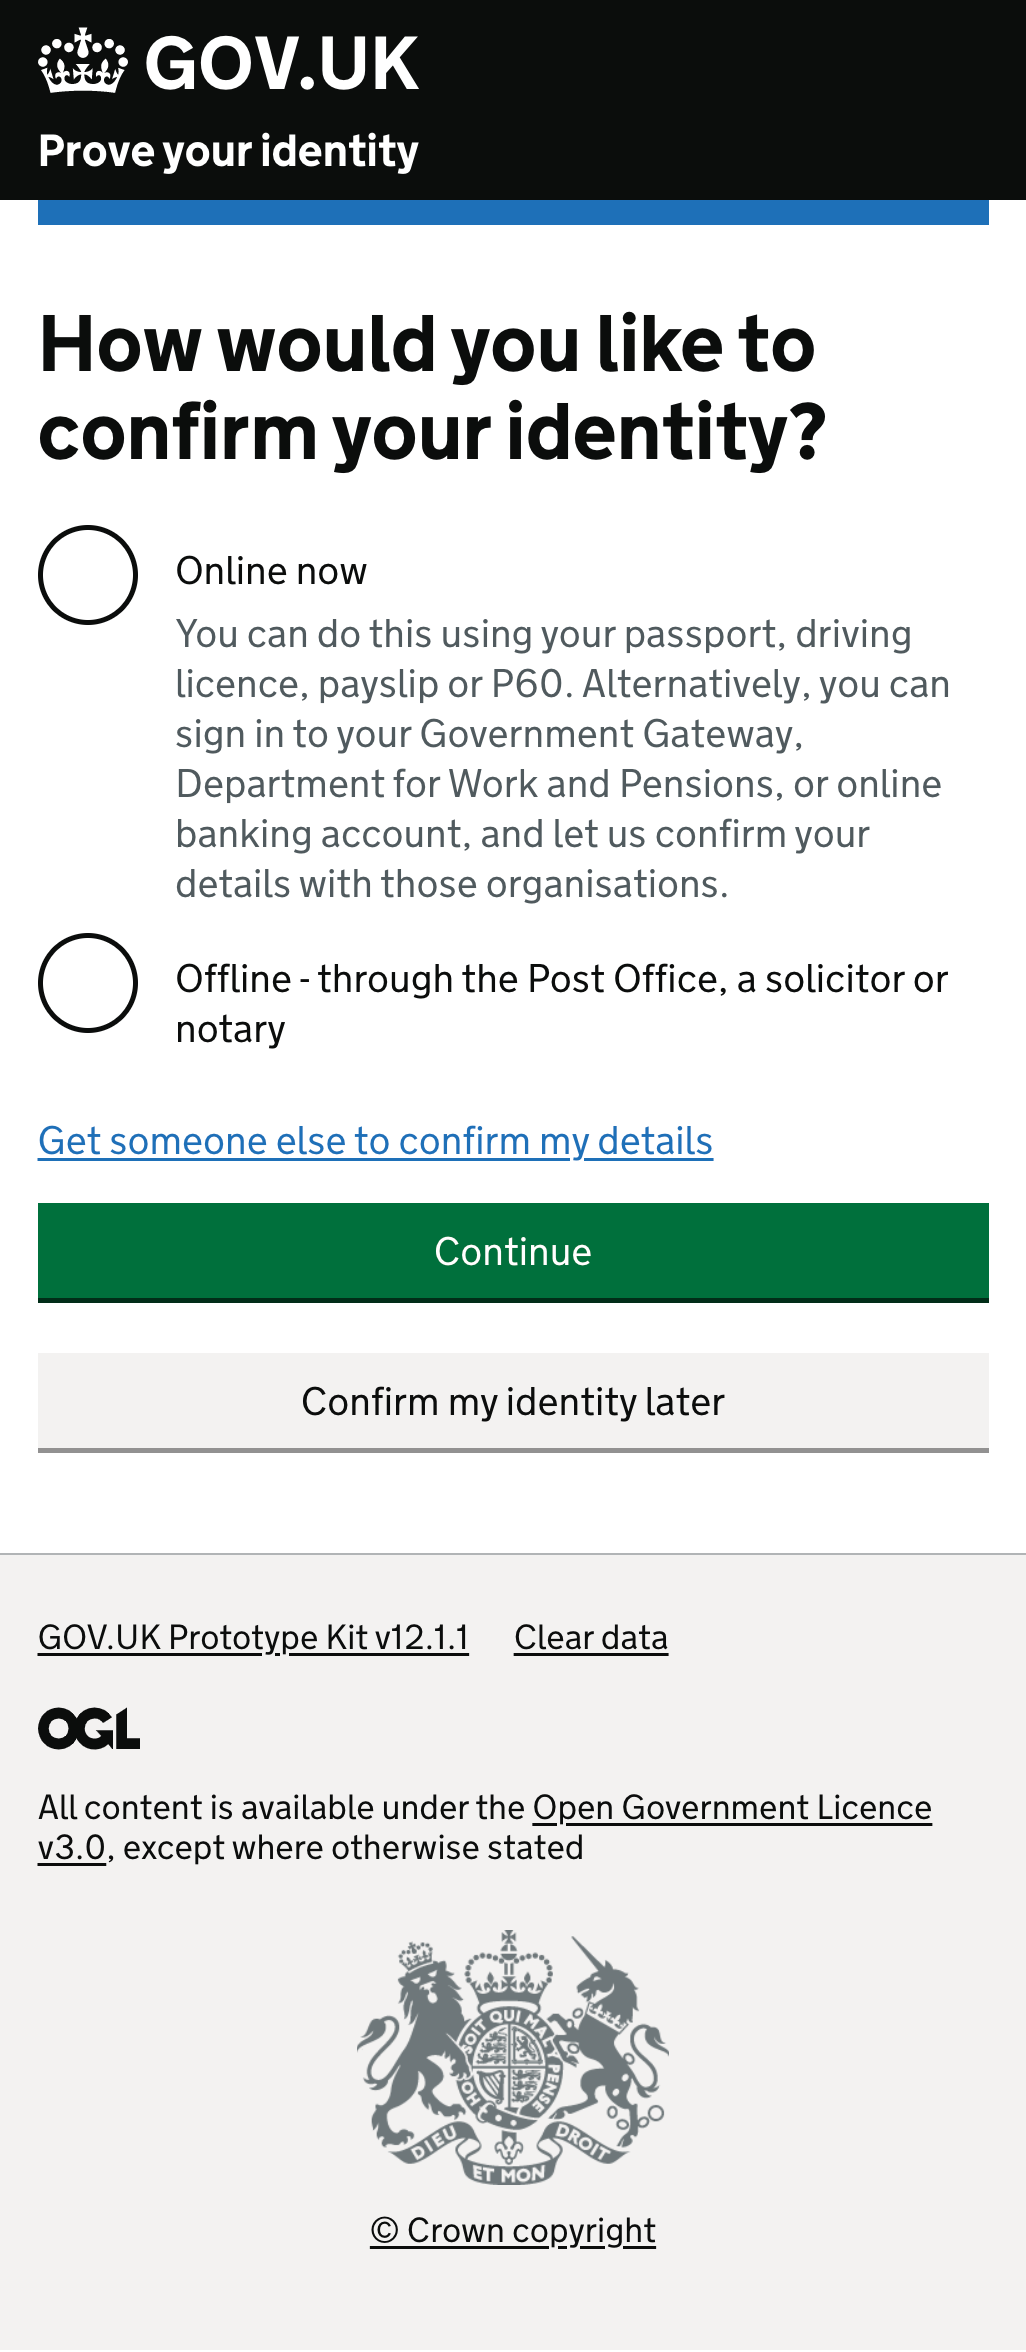 GOV.UK
Prove your identity
How would you like to
confirm your identity?
Online now
You can do this using your passport, driving
licence, payslip or P60. Alternatively, you can
sign in to your Government Gateway,
Department for Work and Pensions, or online
banking account, and let us confirm your
details with those organisations.
Offline - through the Post Office, a solicitor or
notary
Get someone else to confirm my details
Continue
Confirm my identity later
GOV.UK Prototype Kit v12.1.1 Clear data
OGL
All content is available under the Open Government Licence
v3.0, except where otherwise stated
SOIT QUI MAL Y PENSE
HO
DIEU ET MON DROIT
© Crown copyright